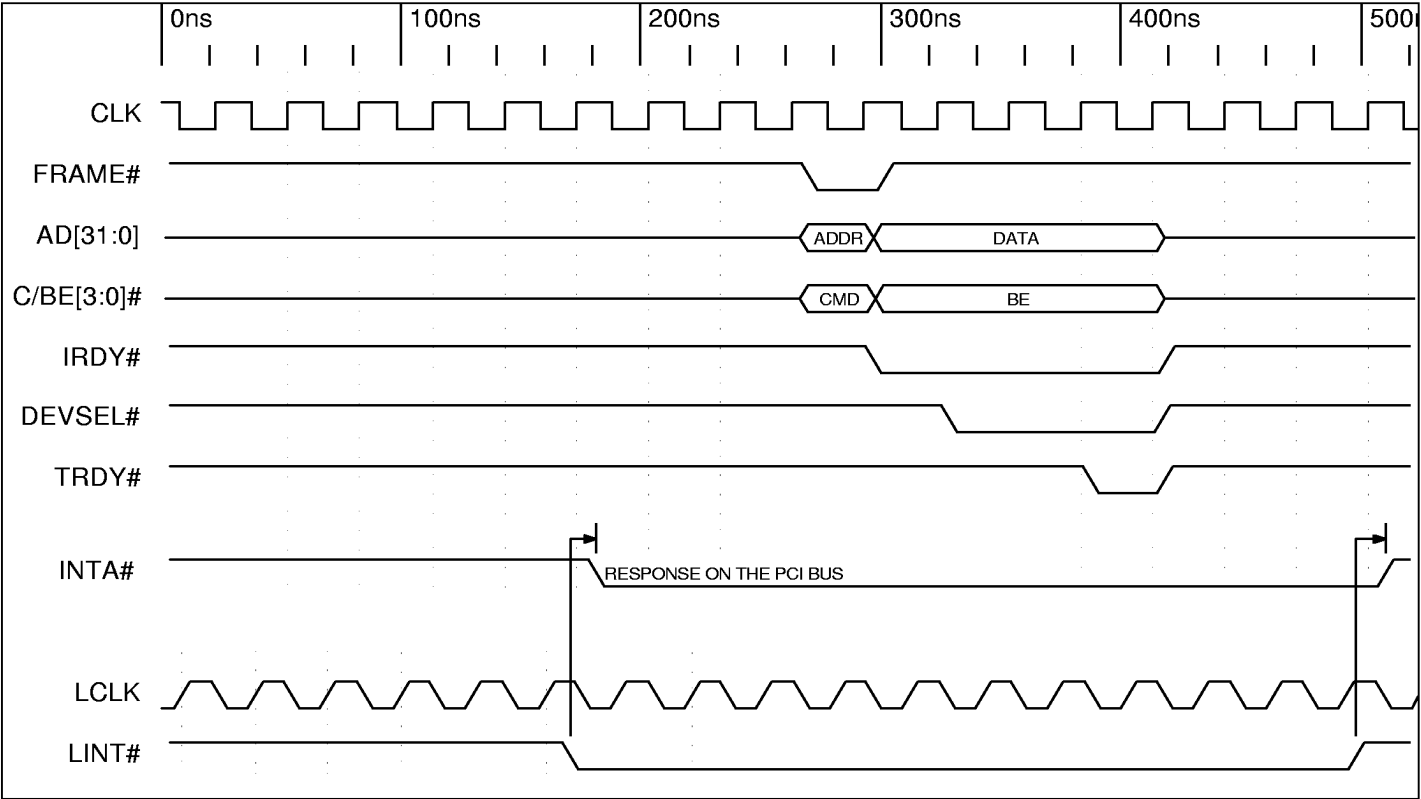 0ns 100ns 200ns 300ns 400ns 500
CLK
FRAME#
AD[31:0] ADDR DATA
C/BE[3:0]# CMD BE
IRDY#
DEVSEL#
TRDY#
INTA# RESPONSE ON THE PCI BUS
LCLK
LINT#